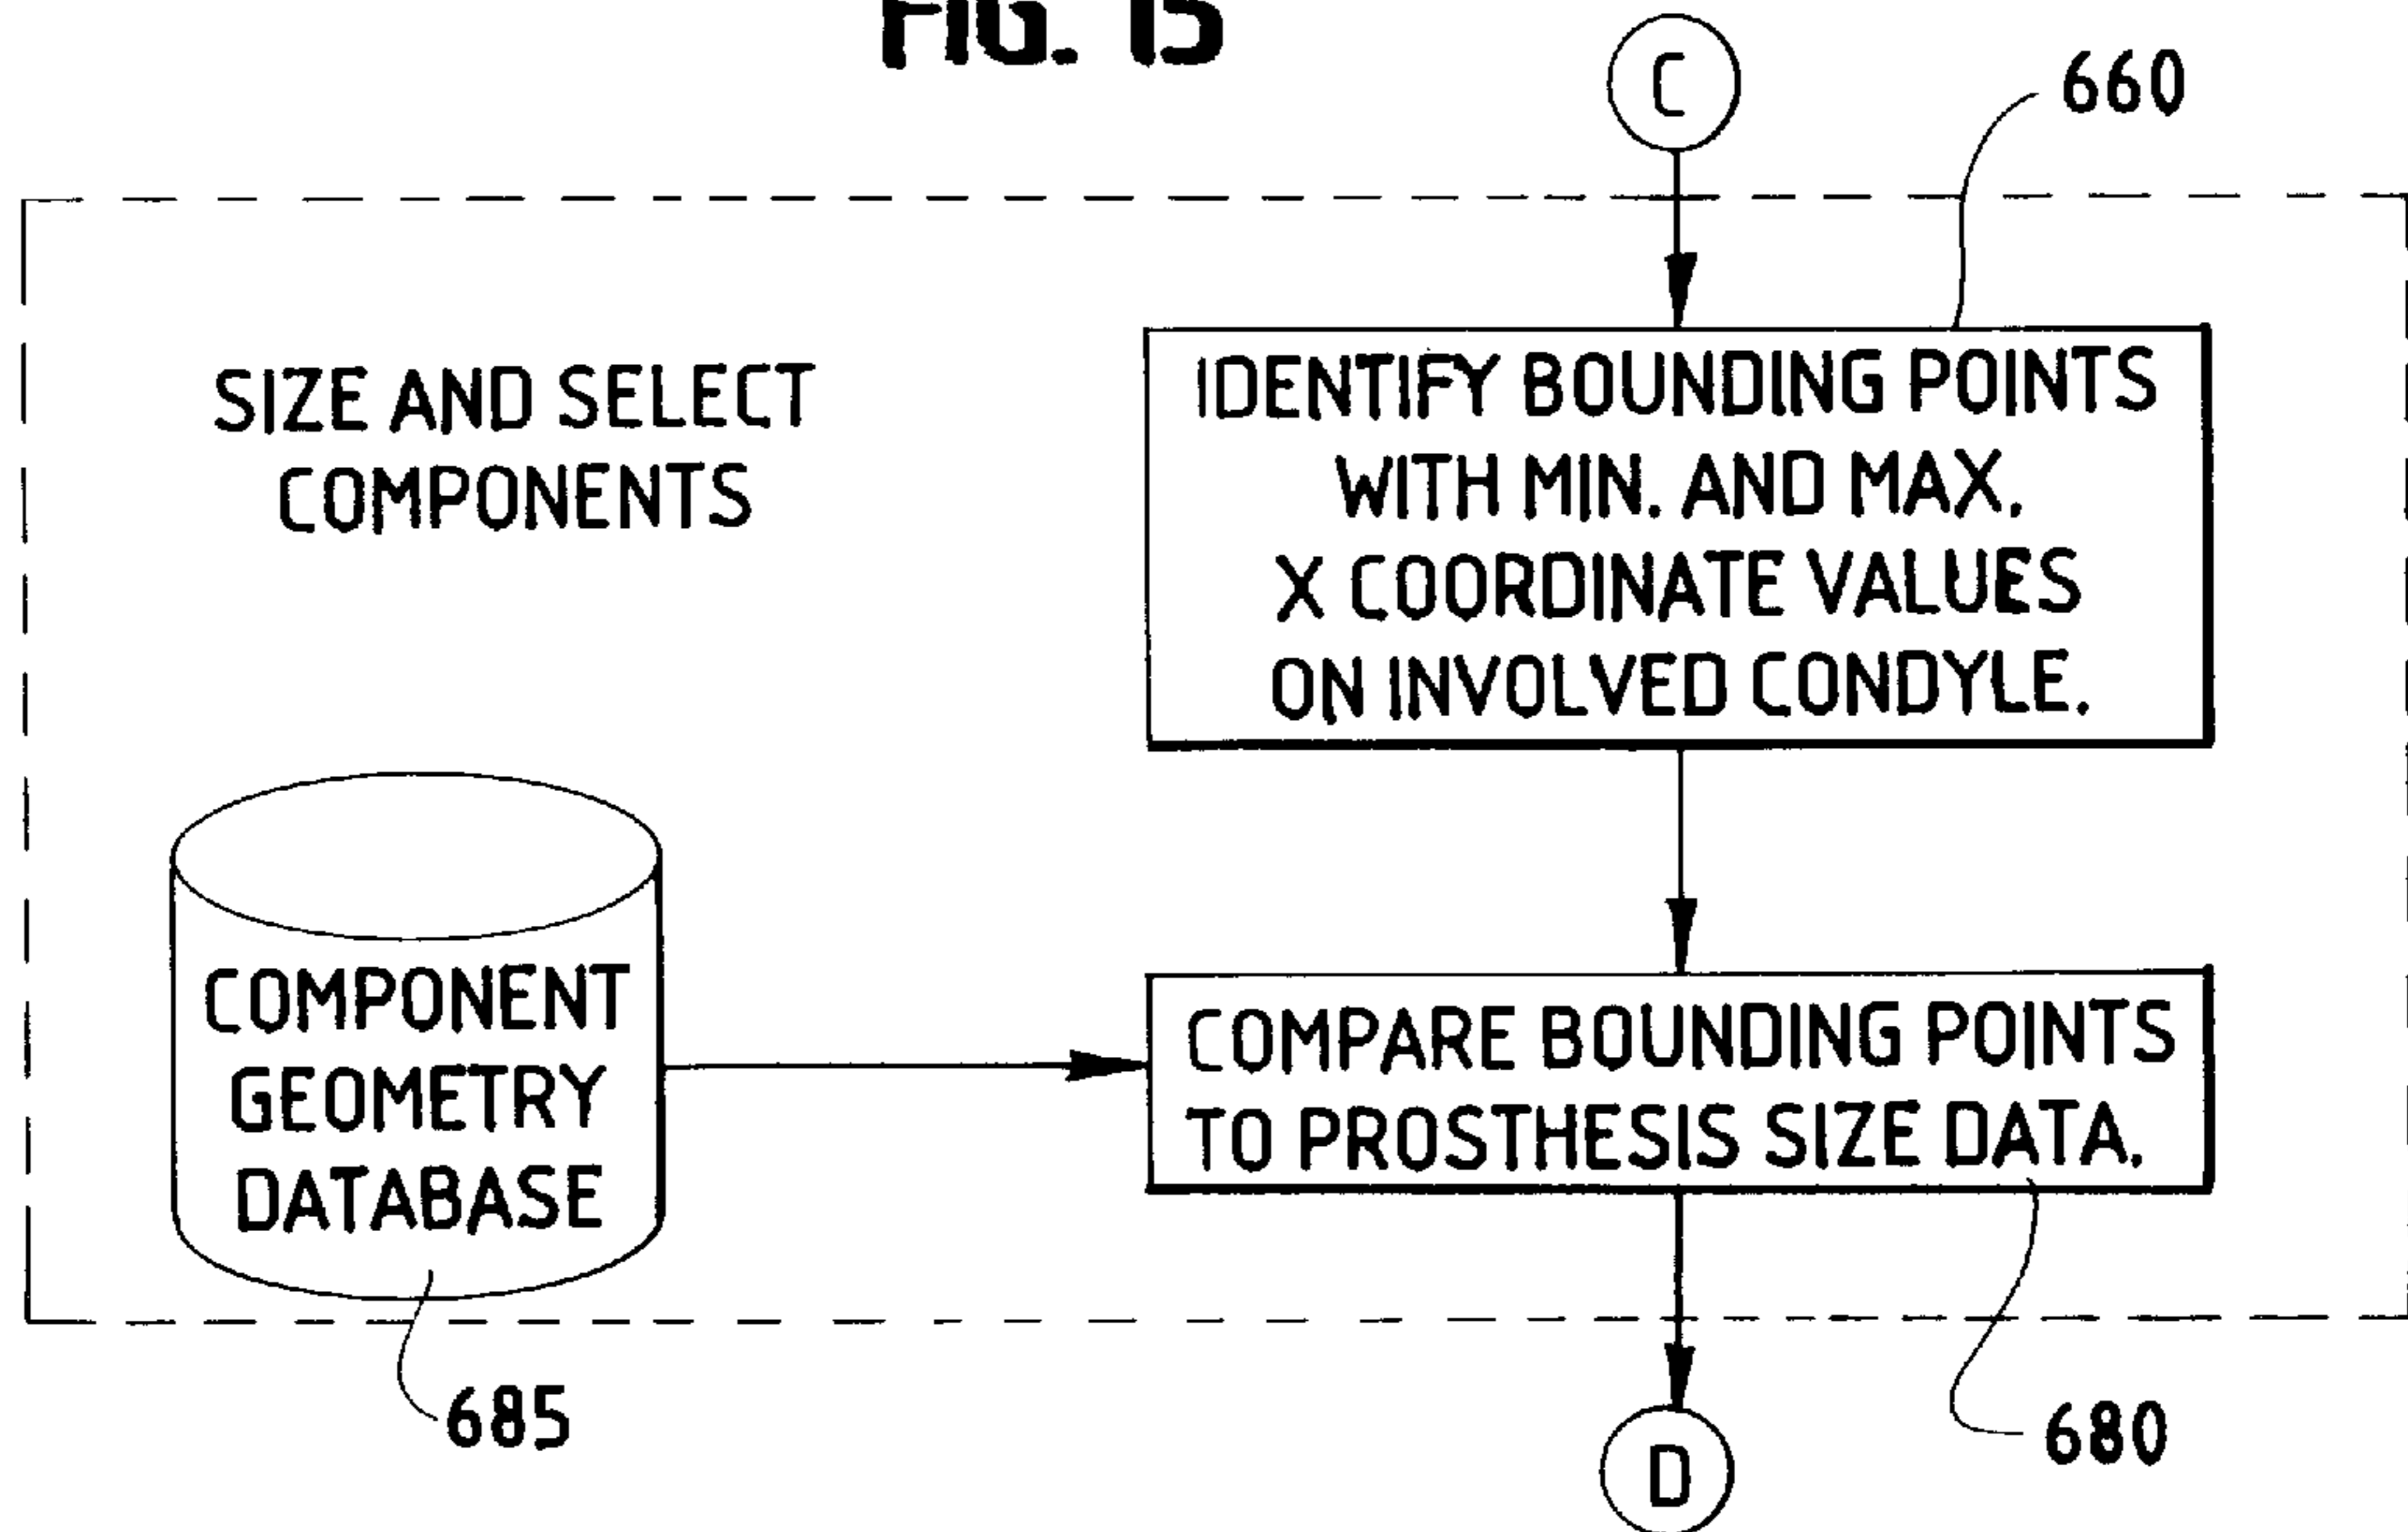 FIG. 15
C
660
SIZE AND SELECT
COMPONENTS
IDENTIFY BOUNDING POINTS
WITH MIN. AND MAX.
X COORDINATE VALUES
ON INVOLVED CONDYLE.
COMPONENT
GEOMETRY
DATABASE
COMPARE BOUNDING POINTS
TO PROSTHESIS SIZE DATA.
685
680
D